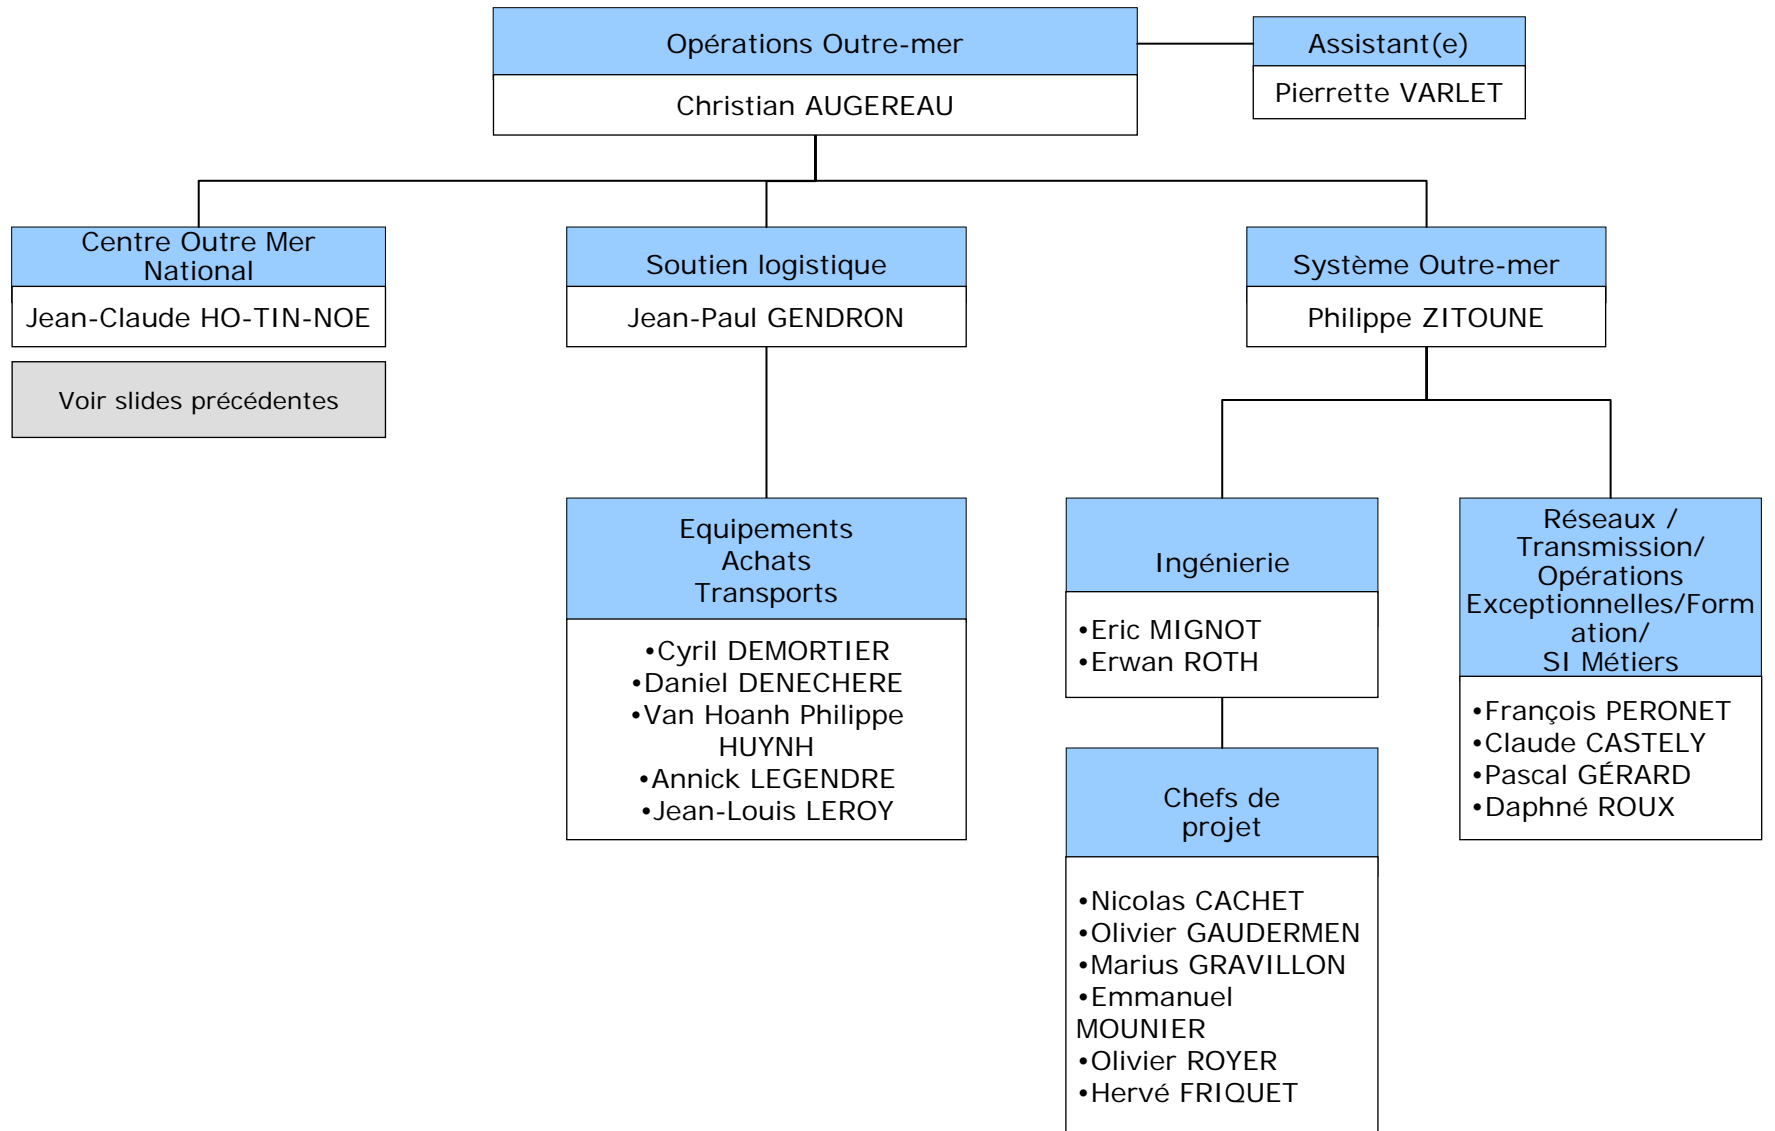 Opérations Outre-mer
Christian AUGEREAU
Assistant(e)
Pierrette VARLET
Centre Outre Mer
National
Jean-Claude HO-TIN-NOE
Voir slides précédentes
Soutien logistique
Jean-Paul GENDRON
Système Outre-mer
Philippe ZITOUNE
Equipements
Achats
Transports
•Cyril DEMORTIER
•Daniel DENECHERE
•Van Hoanh Philippe
HUYNH
•Annick LEGENDRE
•Jean-Louis LEROY
Ingénierie
•Eric MIGNOT
•Erwan ROTH
Chefs de
projet
•Nicolas CACHET
•Olivier GAUDERMEN
•Marius GRAVILLON
•Emmanuel
MOUNIER
•Olivier ROYER
•Hervé FRIQUET
Réseaux /
Transmission/
Opérations
Exceptionnelles/Form
ation/
SI Métiers
•François PERONET
•Claude CASTELY
•Pascal GÉRARD
•Daphné ROUX